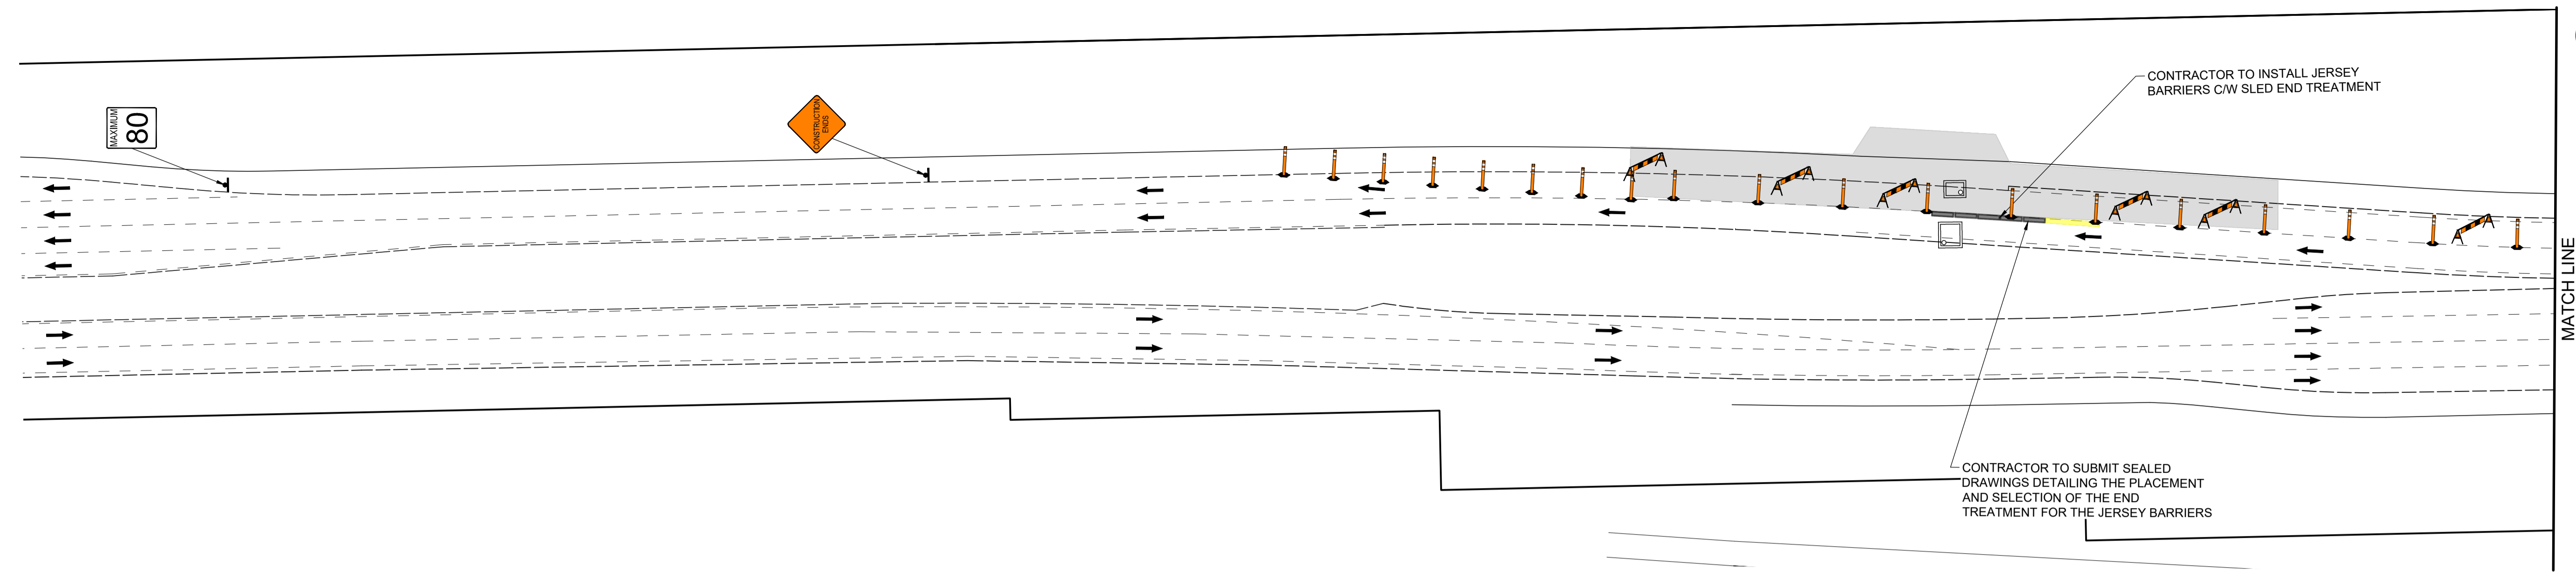 MAXIMUM
80
CONSTRUCTION
ENDS
CONTRACTOR TO INSTALL JERSEY
BARRIERS C/W SLED END TREATMENT
CONTRACTOR TO SUBMIT SEALED
DRAWINGS DETAILING THE PLACEMENT
AND SELECTION OF THE END
TREATMENT FOR THE JERSEY BARRIERS
MATCH LINE